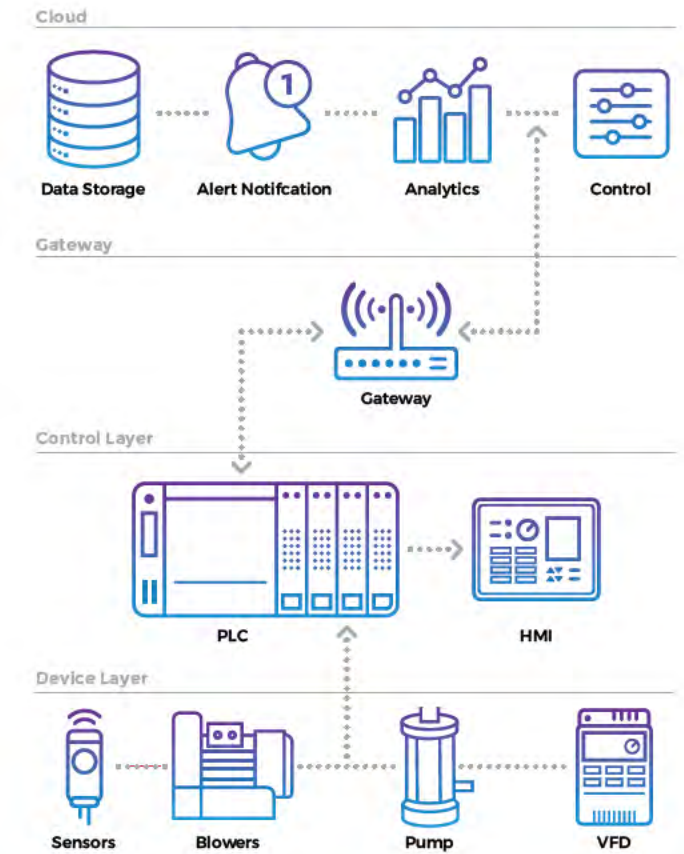 Cloud
1
Data Storage
Alert Notifcation
Analytics
Control
Gateway
Gateway
Control Layer
PLC
HMI
Device Layer
Sensors
Blowers
Pump
VFD